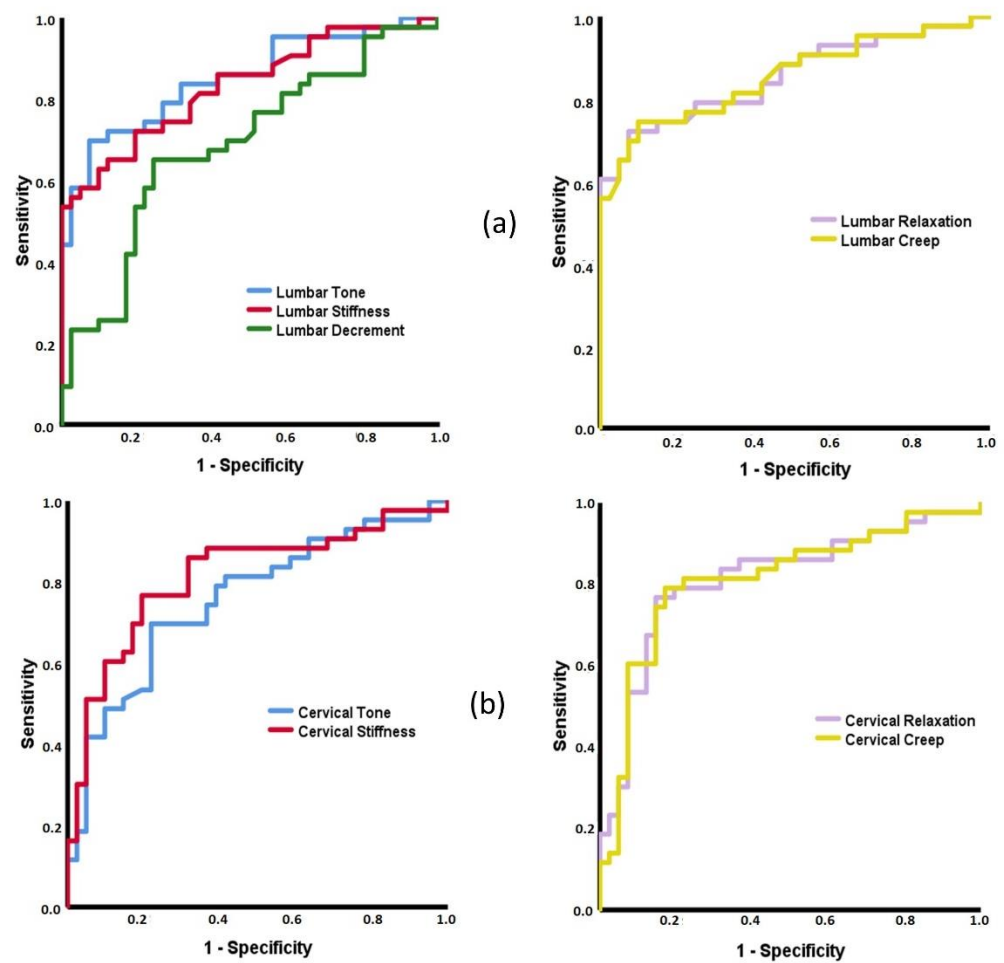 1.0
0.8
0.6
0.4
0.2
0.0
Sensitivity
Lumbar Tone
Lumbar Stiffness
Lumbar Decrement
0.2 0.4 0.6 0.8 1.0
1 - Specificity
(a)
1.0
0.8
0.6
0.4
0.2
0.0
Sensitivity
Lumbar Relaxation
Lumbar Creep
0.2 0.4 0.6 0.8 1.0
1 - Specificity
1.0
0.8
0.6
0.4
0.2
0.0
Sensitivity
Cervical Tone
Cervical Stiffness
0.2 0.4 0.6 0.8 1.0
1 - Specificity
(b)
1.0
0.8
0.6
0.4
0.2
0.0
Sensitivity
Cervical Relaxation
Cervical Creep
0.2 0.4 0.6 0.8 1.0
1 - Specificity